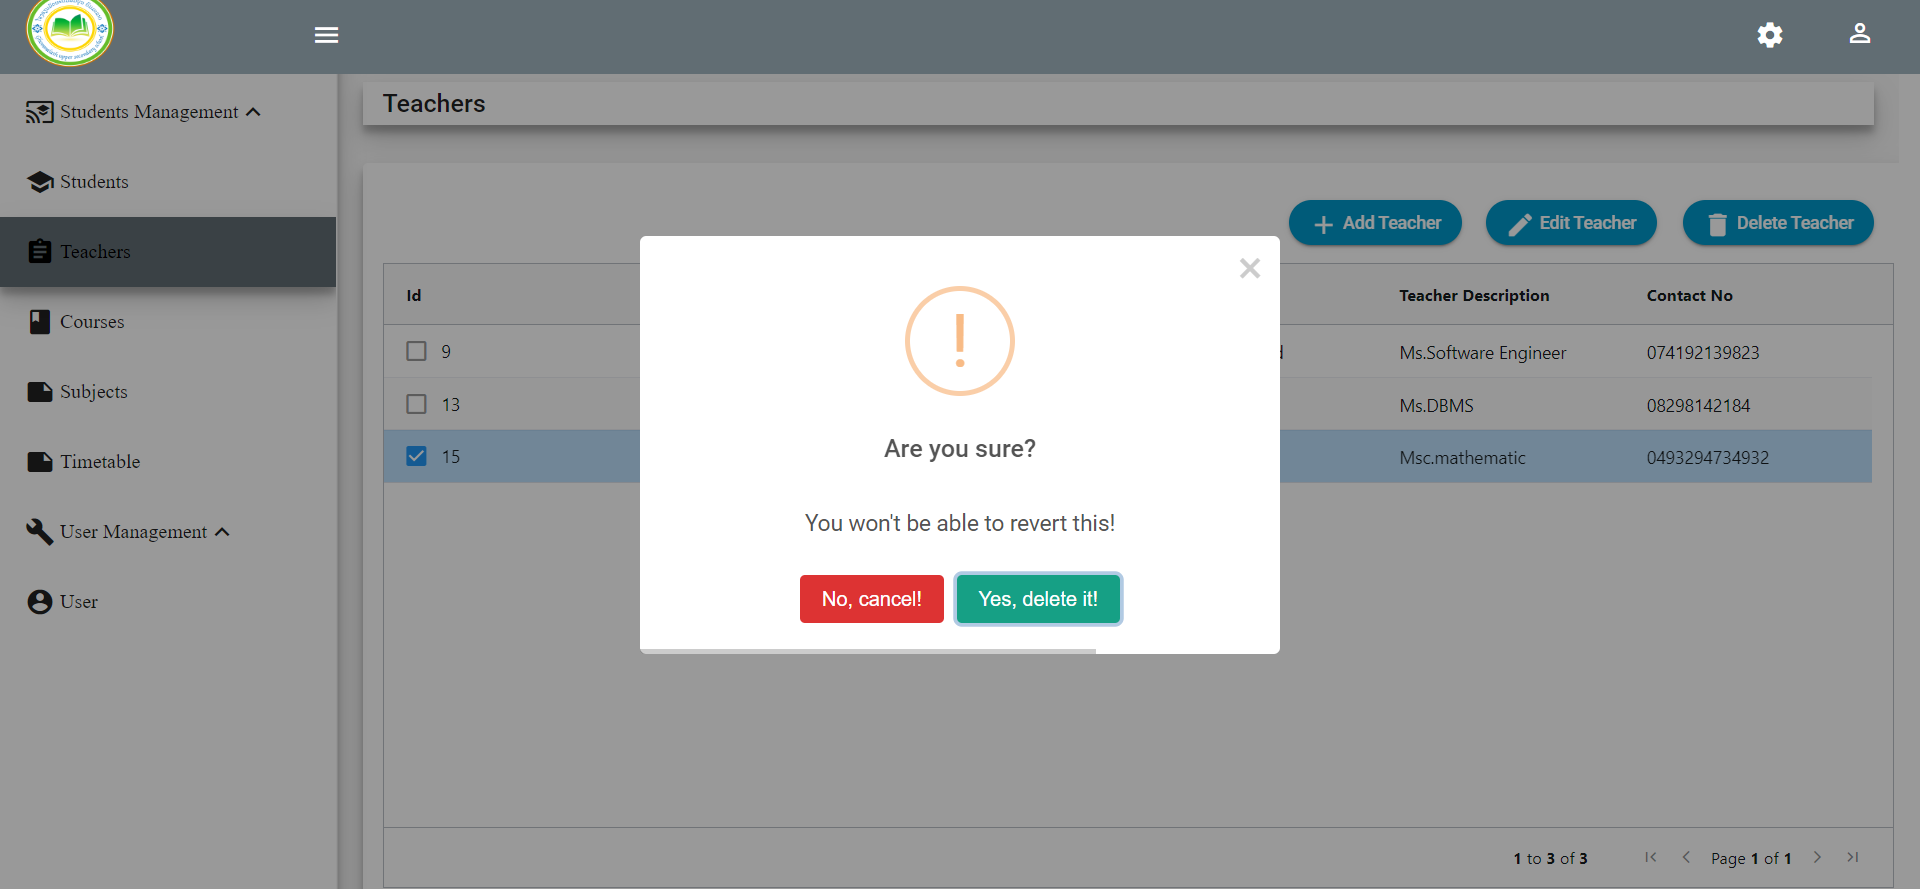 Students Management
Students
Teachers
Courses
Subjects
Timetable
User Management
User
Teachers
Add Teacher
Edit Teacher
Delete Teacher
Id Teacher Description Contact No
9 Ms.Software Engineer 074192139823
13 Ms.DBMS 08298142184
15 Msc.mathematic 0493294734932
Are you sure?
You won't be able to revert this!
No, cancel! Yes, delete it!
1 to 3 of 3 Page 1 of 1